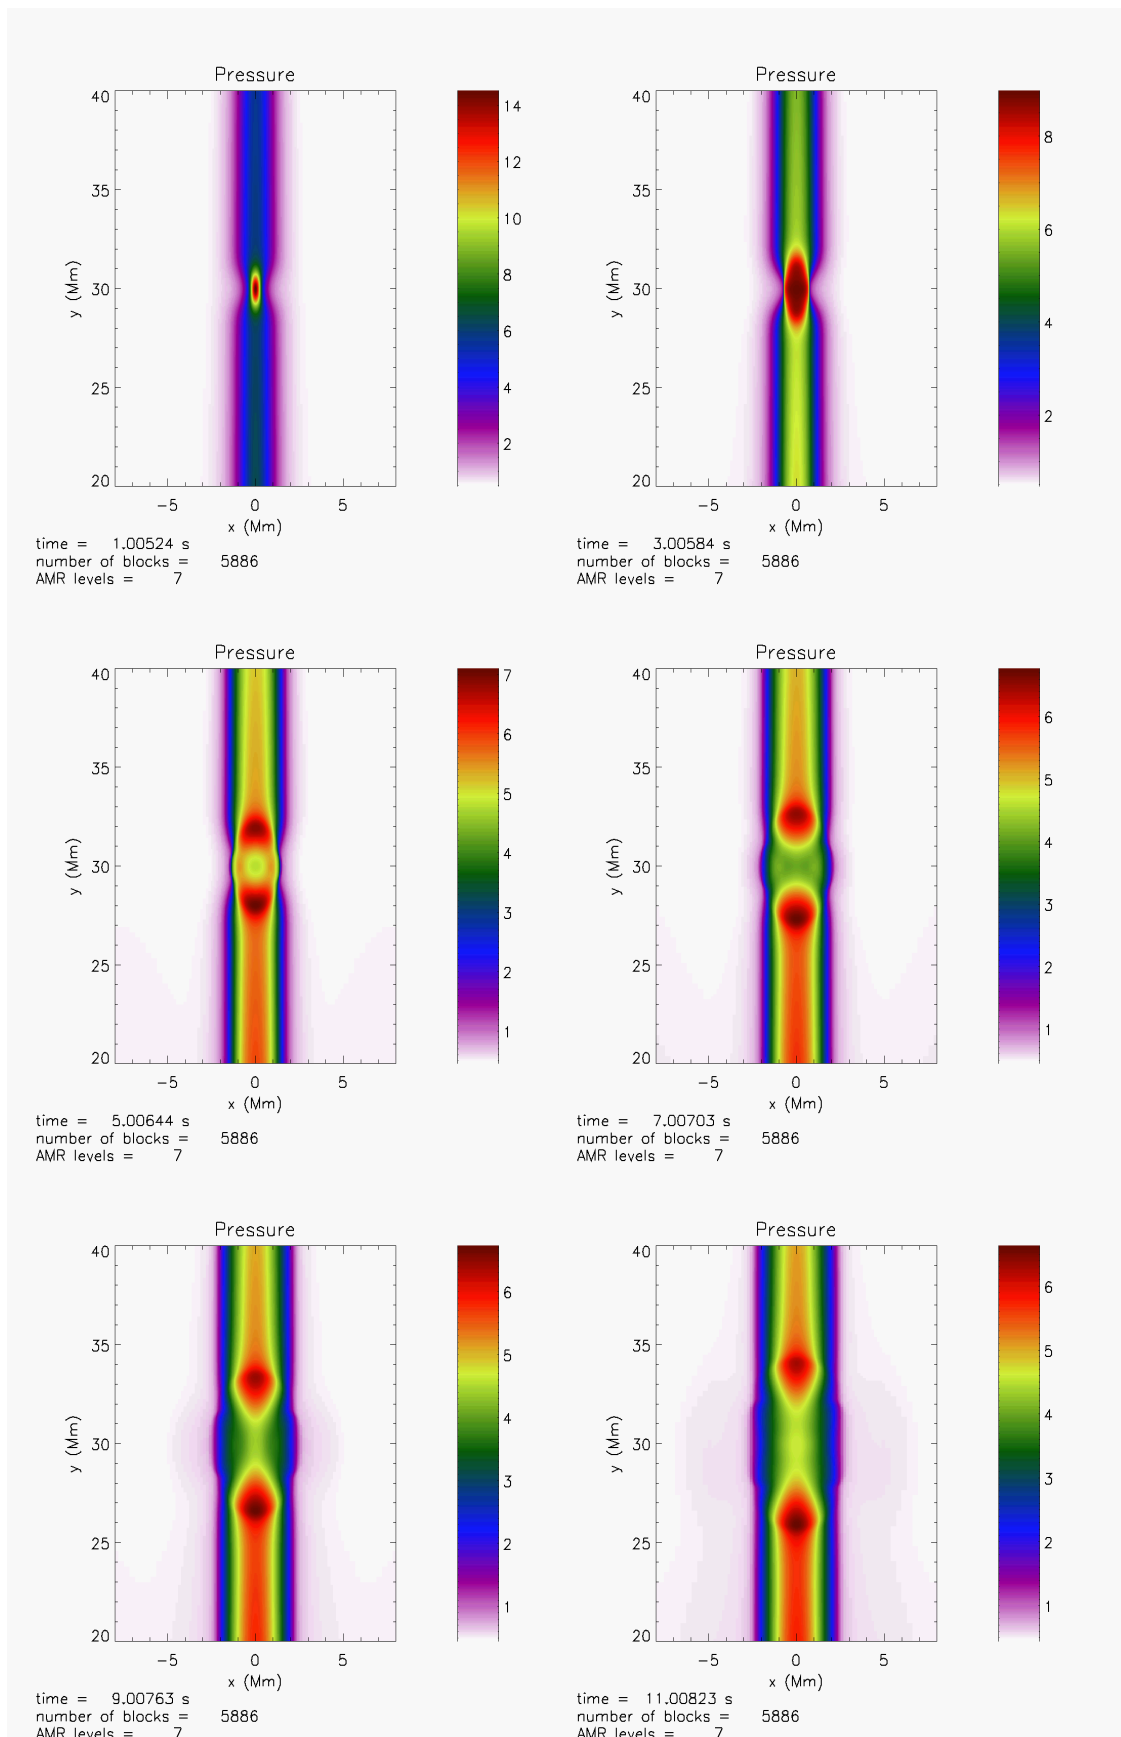 Pressure
40
35
30
25
20
y (Mm)
−5 0 5
x (Mm)
14
12
10
8
6
4
2
time = 1.00524 s
number of blocks = 5886
AMR levels = 7
Pressure
40
35
30
25
20
y (Mm)
−5 0 5
x (Mm)
8
6
4
2
time = 3.00584 s
number of blocks = 5886
AMR levels = 7
Pressure
40
35
30
25
20
y (Mm)
−5 0 5
x (Mm)
7
6
5
4
3
2
1
time = 5.00644 s
number of blocks = 5886
AMR levels = 7
Pressure
40
35
30
25
20
y (Mm)
−5 0 5
x (Mm)
6
5
4
3
2
1
time = 7.00703 s
number of blocks = 5886
AMR levels = 7
Pressure
40
35
30
25
20
y (Mm)
−5 0 5
x (Mm)
6
5
4
3
2
1
time = 9.00763 s
number of blocks = 5886
AMR levels = 7
Pressure
40
35
30
25
20
y (Mm)
−5 0 5
x (Mm)
6
5
4
3
2
1
time = 11.00823 s
number of blocks = 5886
AMR levels = 7